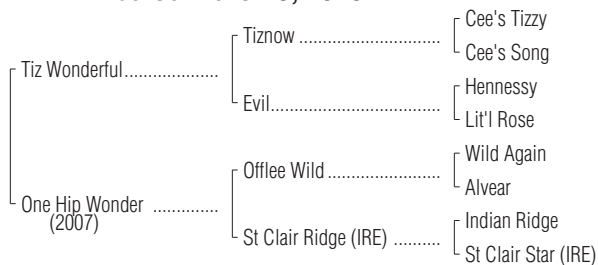 Cee's Tizzy
Tiznow ..............................
Cee's Song
Tiz Wonderful....................
Hennessy
Evil....................................
Lit'l Rose
Wild Again
Offlee Wild ........................
Alvear
One Hip Wonder ..............
(2007)
Indian Ridge
St Clair Ridge (IRE) ..........
St Clair Star (IRE)